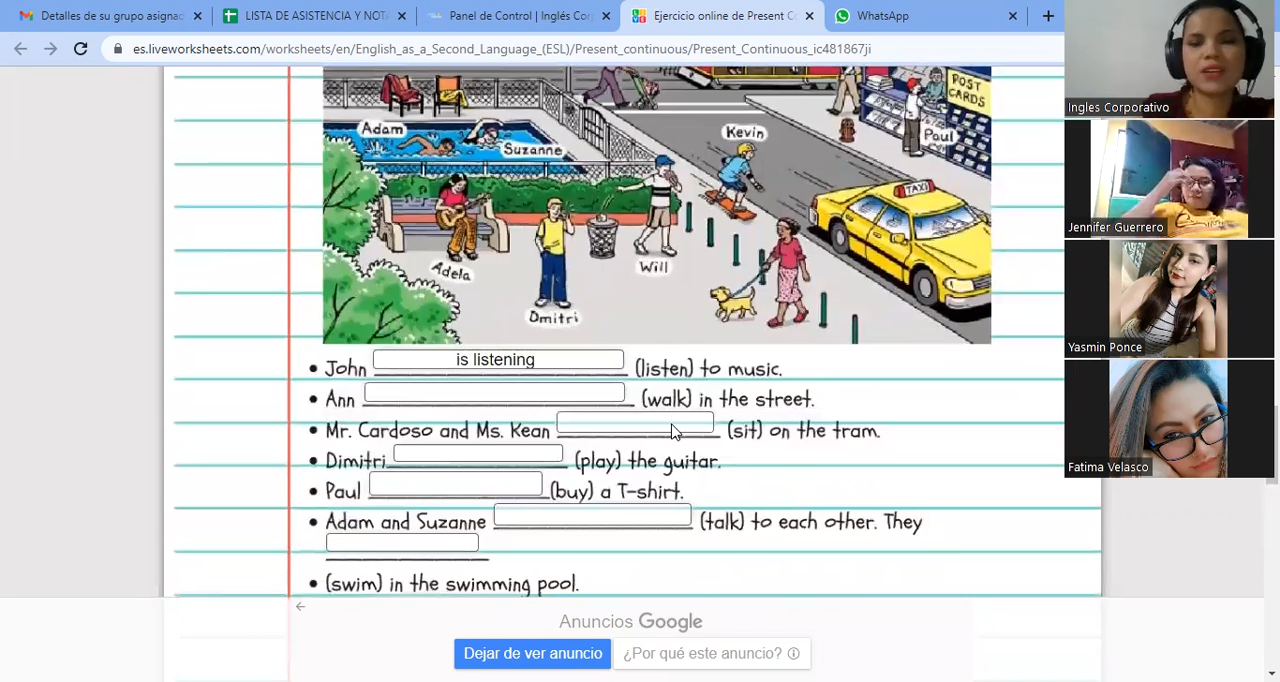 Detalles de su grupo asignad
LISTA DE ASISTENCIA Y NOTA
Panel de Control | Inglés Corpo
Ejercicio online de Present Co
WhatsApp
es.liveworksheets.com/worksheets/en/English_as_a_Second_Language_(ESL)/Present_continuous/Present_Continuous_ic481867ji
Ingles Corporativo
Jennifer Guerrero
Yasmin Ponce
Fatima Velasco
POST CARDS
Adam
Suzanne
Kevin
Paul
TAXI
Adela
Will
Dmitri
• John is listening (listen) to music.
• Ann (walk) in the street.
• Mr. Cardoso and Ms. Kean (sit) on the tram.
• Dimitri (play) the guitar.
• Paul (buy) a T-shirt.
• Adam and Suzanne (talk) to each other. They
• (swim) in the swimming pool.
Anuncios Google
Dejar de ver anuncio
¿Por qué este anuncio?